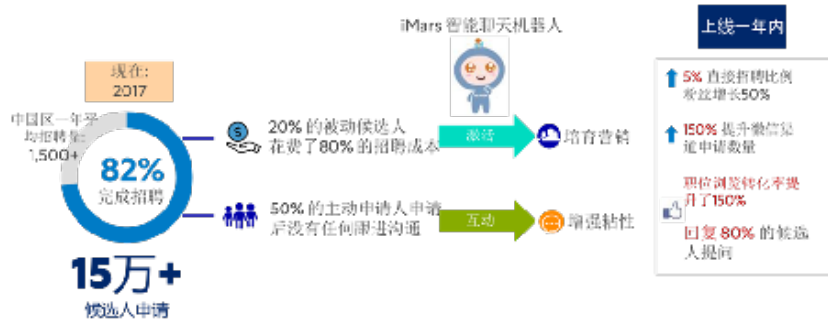 iMars 智能聊天机器人
上线一年内
现在:
2017
中国区一年平
均招聘量:
1,500+
82%
完成招聘
15万+
候选人申请
20% 的被动候选人
花费了80% 的招聘成本
激活
培育营销
50% 的主动申请人申请
后没有任何跟进沟通
互动
增强粘性
5% 直接招聘比例
粉丝增长50%
150% 提升微信渠
道申请数量
职位浏览转化率提
升了150%
回复 80% 的候选
人提问